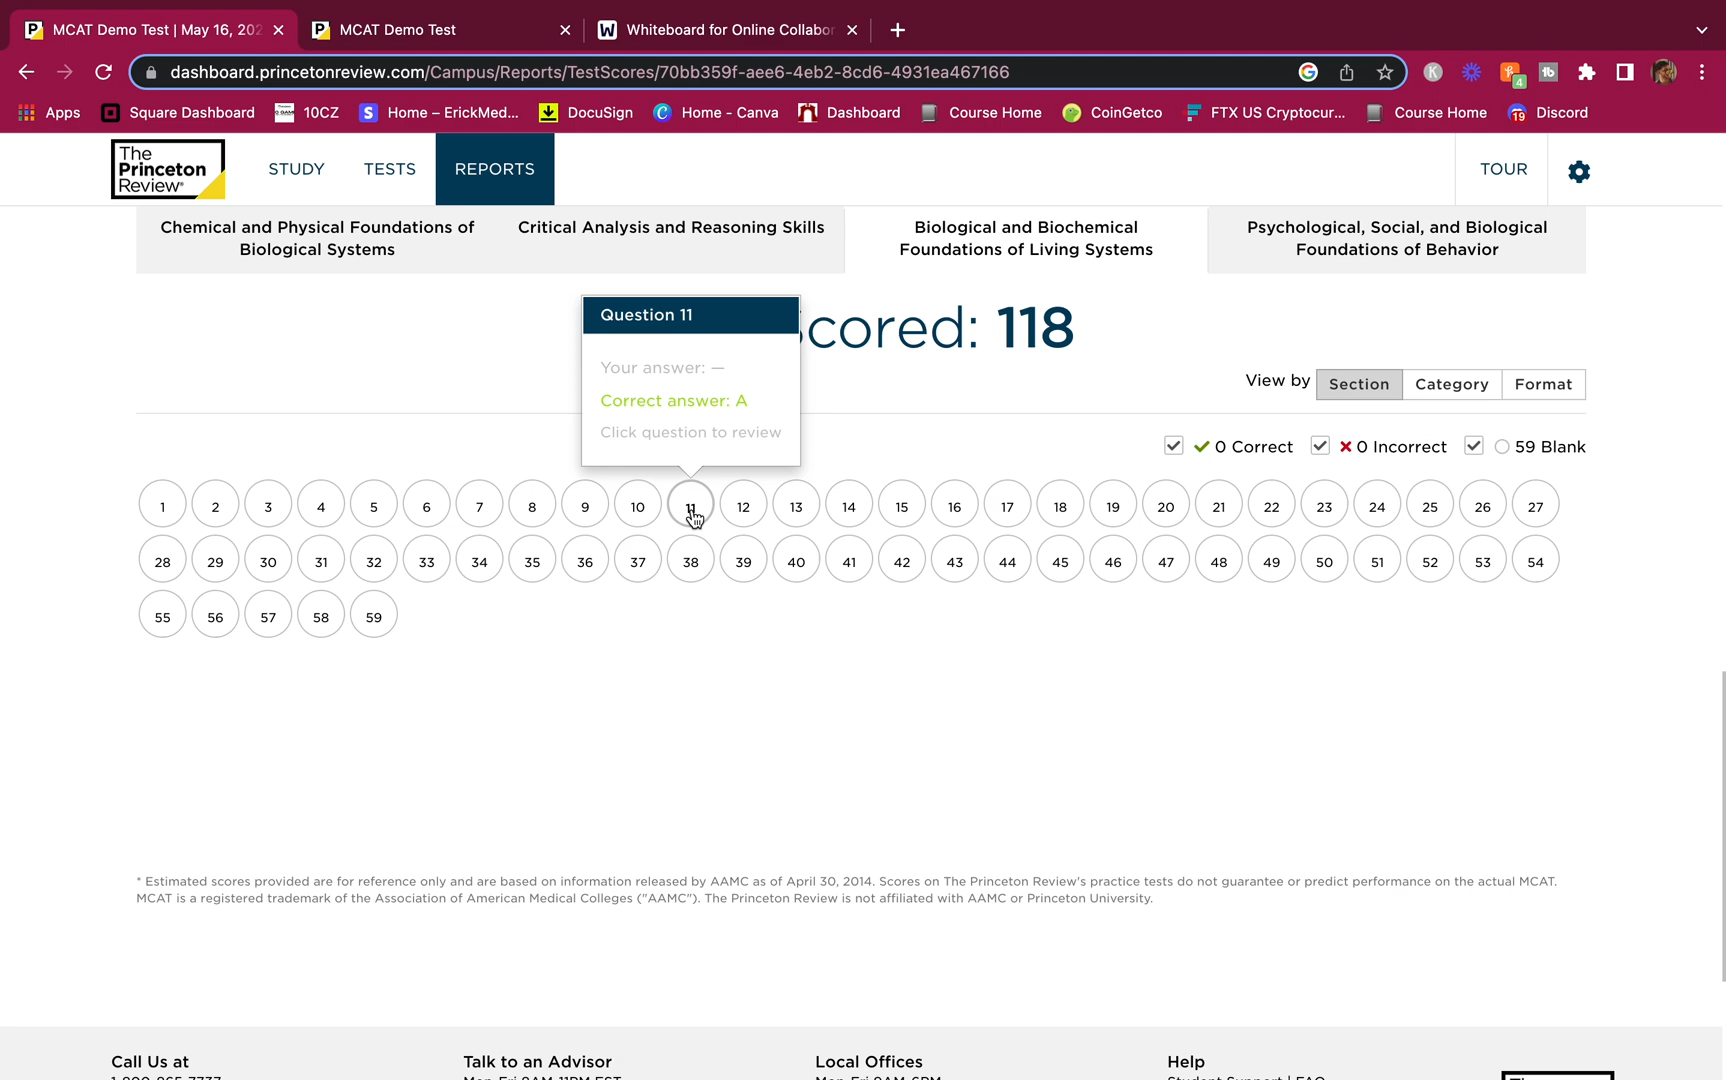 MCAT Demo Test | May 16, 202
MCAT Demo Test
Whiteboard for Online Collabor
dashboard.princetonreview.com/Campus/Reports/TestScores/70bb359f-aee6-4eb2-8cd6-4931ea467166
4
Apps
Square Dashboard
10CZ
Home – ErickMed...
DocuSign
Home - Canva
Dashboard
Course Home
CoinGetco
FTX US Cryptocur...
Course Home
19
Discord
The
Princeton
Review
STUDY
TESTS
REPORTS
TOUR
Chemical and Physical Foundations of
Biological Systems
Critical Analysis and Reasoning Skills
Biological and Biochemical
Foundations of Living Systems
Psychological, Social, and Biological
Foundations of Behavior
cored: 118
Question 11
Your answer: —
Correct answer: A
Click question to review
View by Section Category Format
0 Correct 0 Incorrect 59 Blank
1 2 3 4 5 6 7 8 9 10 11 12 13 14 15 16 17 18 19 20 21 22 23 24 25 26 27
28 29 30 31 32 33 34 35 36 37 38 39 40 41 42 43 44 45 46 47 48 49 50 51 52 53 54
55 56 57 58 59
* Estimated scores provided are for reference only and are based on information released by AAMC as of April 30, 2014. Scores on The Princeton Review's practice tests do not guarantee or predict performance on the actual MCAT.
MCAT is a registered trademark of the Association of American Medical Colleges ("AAMC"). The Princeton Review is not affiliated with AAMC or Princeton University.
Call Us at
Talk to an Advisor
Local Offices
Help